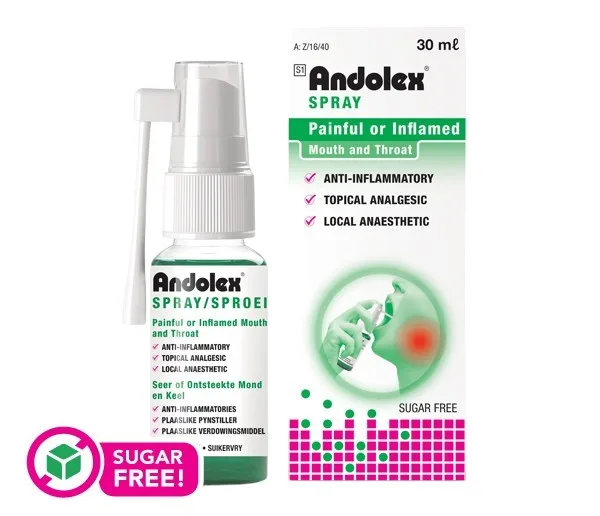 A: Z/16/40
30 mℓ
S1
Andolex®
SPRAY
Painful or Inflamed
Mouth and Throat
ANTI-INFLAMMATORY
TOPICAL ANALGESIC
LOCAL ANAESTHETIC
SUGAR FREE
Andolex®
SPRAY/SPROEI
Painful or Inflamed Mouth
and Throat
ANTI-INFLAMMATORY
TOPICAL ANALGESIC
LOCAL ANAESTHETIC
Seer of Ontsteekte Mond
en Keel
ANTI-INFLAMMATORIES
PLAASLIKE PYNSTILLER
PLAASLIKE VERDOWINGSMIDDEL
• SUIKERVRY
SUGAR
FREE!